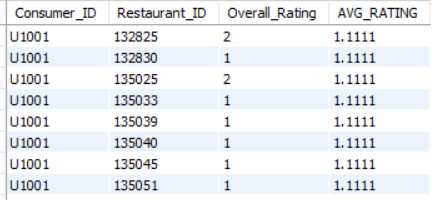 Consumer_ID Restaurant_ID Overall_Rating AVG_RATING
U1001 132825 2 1.1111
U1001 132830 1 1.1111
U1001 135025 2 1.1111
U1001 135033 1 1.1111
U1001 135039 1 1.1111
U1001 135040 1 1.1111
U1001 135045 1 1.1111
U1001 135051 1 1.1111